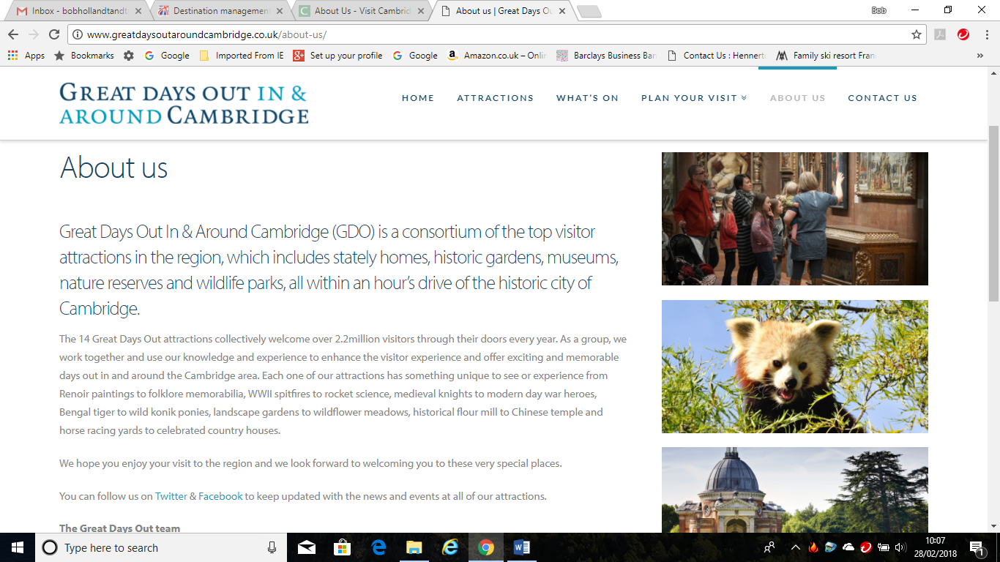 Inbox - bobhollandtandt
Destination management
About Us - Visit Cambrid
About us | Great Days Ou
Bob
www.greatdaysoutaroundcambridge.co.uk/about-us/
Apps
Bookmarks
Google
Imported From IE
Set up your profile
Google
Amazon.co.uk – Onlin
Barclays Business Ban
Contact Us : Hennerto
Family ski resort Fran
»
GREAT DAYS OUT IN &
AROUND CAMBRIDGE
HOME
ATTRACTIONS
WHAT'S ON
PLAN YOUR VISIT
ABOUT US
CONTACT US
About us
Great Days Out In & Around Cambridge (GDO) is a consortium of the top visitor
attractions in the region, which includes stately homes, historic gardens, museums,
nature reserves and wildlife parks, all within an hour's drive of the historic city of
Cambridge.
The 14 Great Days Out attractions collectively welcome over 2.2million visitors through their doors every year. As a group, we
work together and use our knowledge and experience to enhance the visitor experience and offer exciting and memorable
days out in and around the Cambridge area. Each one of our attractions has something unique to see or experience from
Renoir paintings to folklore memorabilia, WWII spitfires to rocket science, medieval knights to modern day war heroes,
Bengal tiger to wild konik ponies, landscape gardens to wildflower meadows, historical flour mill to Chinese temple and
horse racing yards to celebrated country houses.
We hope you enjoy your visit to the region and we look forward to welcoming you to these very special places.
You can follow us on Twitter & Facebook to keep updated with the news and events at all of our attractions.
The Great Days Out team
Type here to search
10:07
28/02/2018
1